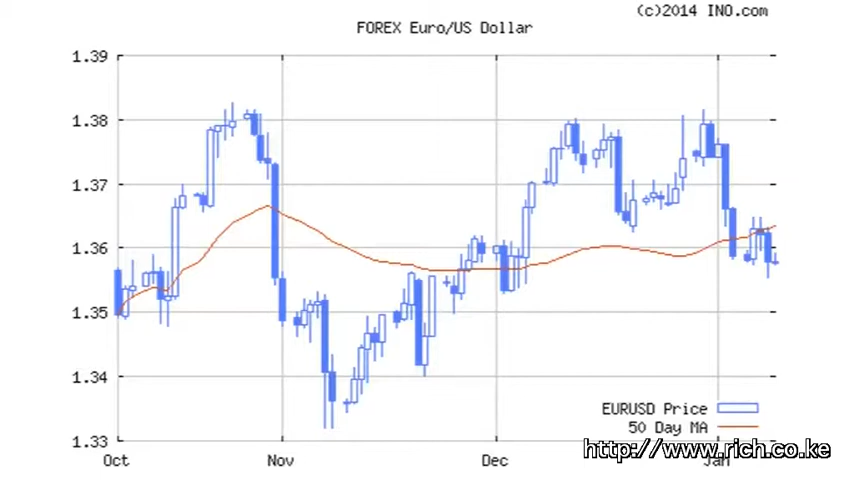 (c)2014 INO.com
FOREX Euro/US Dollar
1.39
1.38
1.37
1.36
1.35
1.34
1.33
EURUSD Price
50 Day MA
Oct Nov Dec Jan
http://www.rich.co.ke